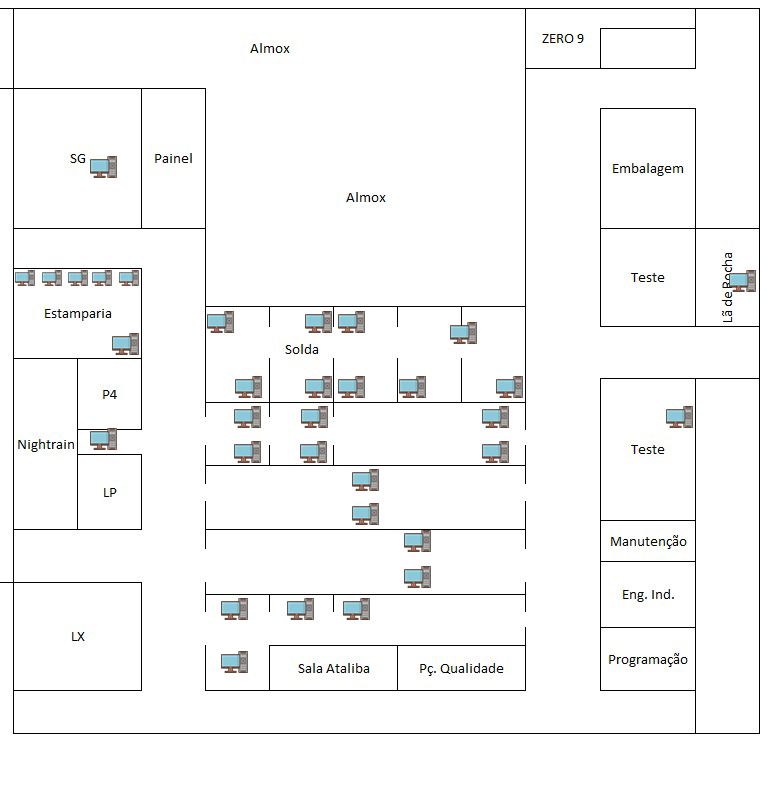 ZERO 9
Almox
SG
Painel
Embalagem
Almox
Teste
Lã de Rocha
Estamparia
Solda
P4
Nightrain
Teste
LP
Manutenção
Eng. Ind.
LX
Sala Ataliba
Pç. Qualidade
Programação